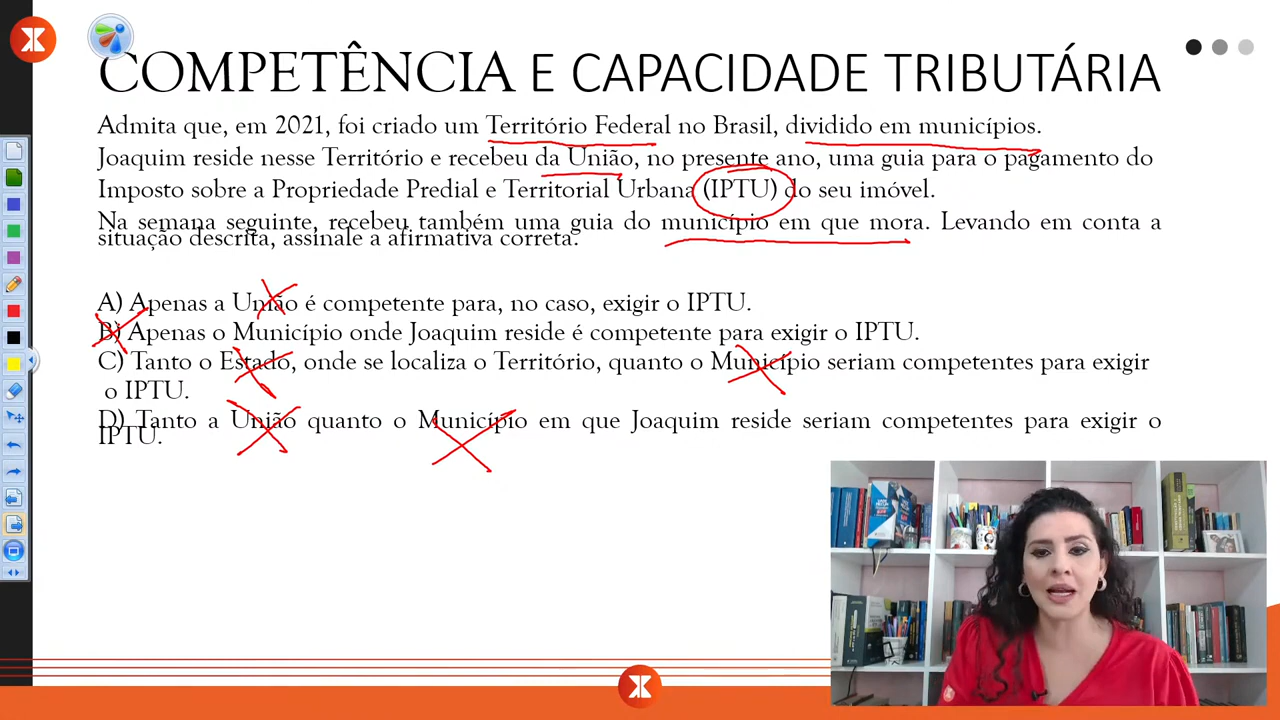 COMPETÊNCIA E CAPACIDADE TRIBUTÁRIA
Admita que, em 2021, foi criado um Território Federal no Brasil, dividido em municípios.
Joaquim reside nesse Território e recebeu da União, no presente ano, uma guia para o pagamento do
Imposto sobre a Propriedade Predial e Territorial Urbana (IPTU) do seu imóvel.
Na semana seguinte, recebeu também uma guia do município em que mora. Levando em conta a
situação descrita, assinale a afirmativa correta.
A) Apenas a União é competente para, no caso, exigir o IPTU.
B) Apenas o Município onde Joaquim reside é competente para exigir o IPTU.
C) Tanto o Estado, onde se localiza o Território, quanto o Município seriam competentes para exigir
o IPTU.
D) Tanto a União quanto o Município em que Joaquim reside seriam competentes para exigir o
IPTU.